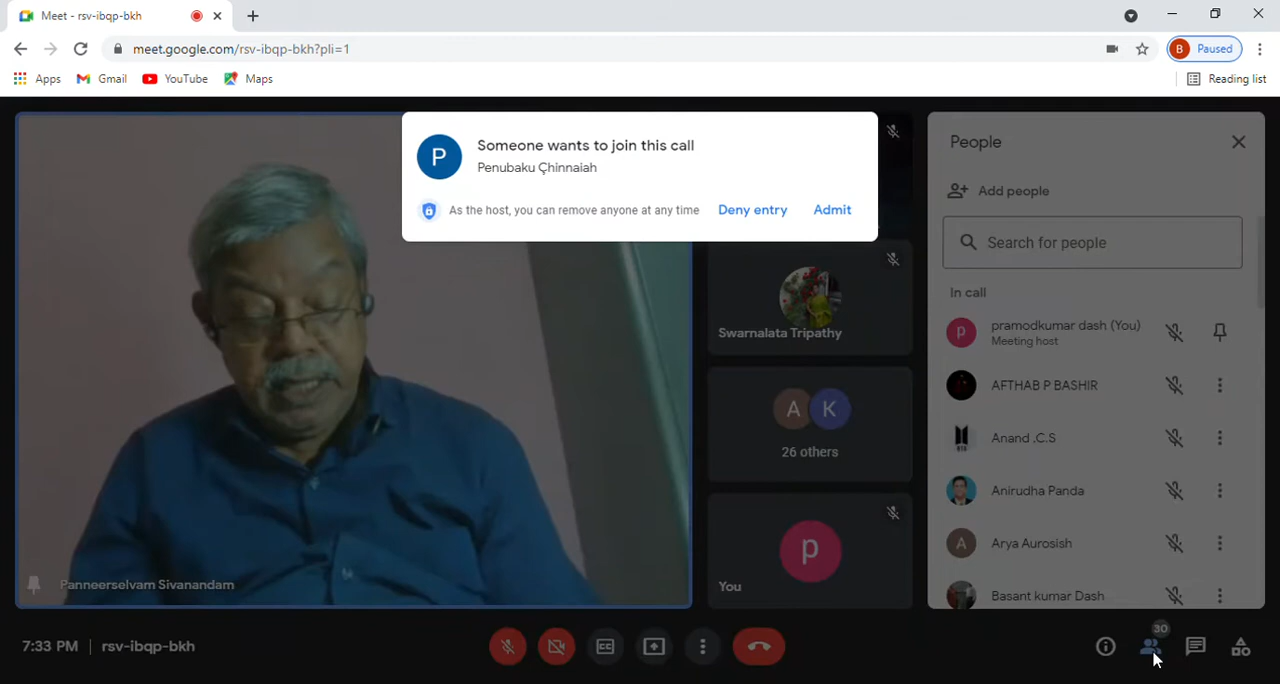 Meet - rsv-ibqp-bkh
meet.google.com/rsv-ibqp-bkh?pli=1
B Paused
Apps Gmail YouTube Maps Reading list
P
Someone wants to join this call
Penubaku Çhinnaiah
As the host, you can remove anyone at any time Deny entry Admit
Panneerselvam Sivanandam
Swarnalata Tripathy
A K
26 others
p
You
People
Add people
Search for people
In call
p pramodkumar dash (You)
Meeting host
AFTHAB P BASHIR
Anand .C.S
Anirudha Panda
A Arya Aurosish
Basant kumar Dash
7:33 PM | rsv-ibqp-bkh
CC
30